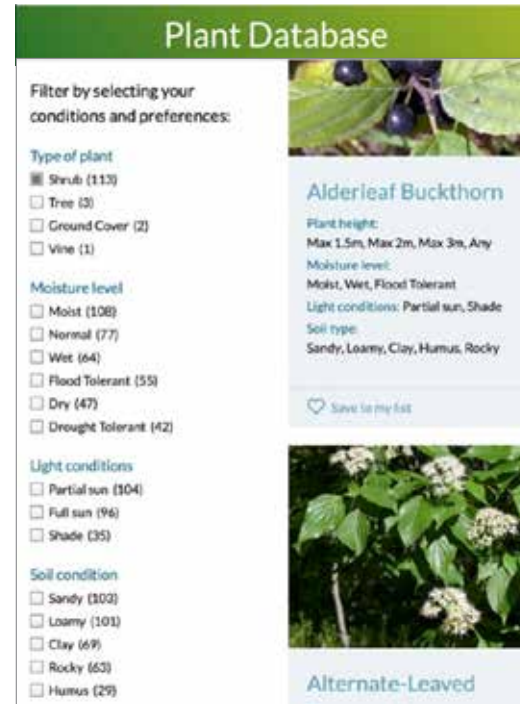 Plant Database
Filter by selecting your
conditions and preferences:
Type of plant
Shrub (113)
Tree (3)
Ground Cover (2)
Vine (1)
Moisture level
Moist (108)
Normal (77)
Wet (64)
Flood Tolerant (55)
Dry (47)
Drought Tolerant (42)
Light conditions
Partial sun (104)
Full sun (96)
Shade (35)
Soil condition
Sandy (103)
Loamy (101)
Clay (69)
Rocky (63)
Humus (29)
Alderleaf Buckthorn
Plant height:
Max 1.5m, Max 2m, Max 3m, Any
Moisture level:
Moist, Wet, Flood Tolerant
Light conditions: Partial sun, Shade
Soil type:
Sandy, Loamy, Clay, Humus, Rocky
Save to my list
Alternate-Leaved